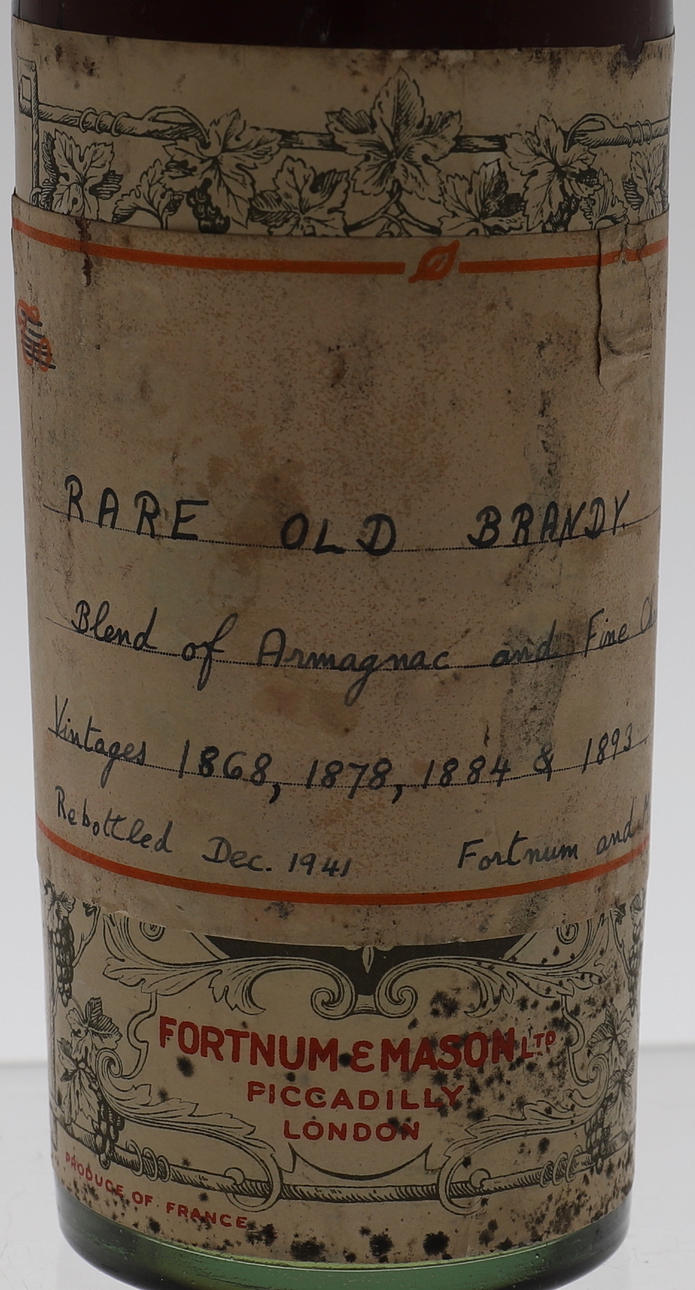 RARE OLD BRANDY.
Blend of Armagnac and Fine
Vintages 1868, 1878, 1884 & 1893
Rebottled Dec. 1941 Fortnum and
FORTNUM & MASON LTD
PICCADILLY
LONDON
PRODUCE OF FRANCE